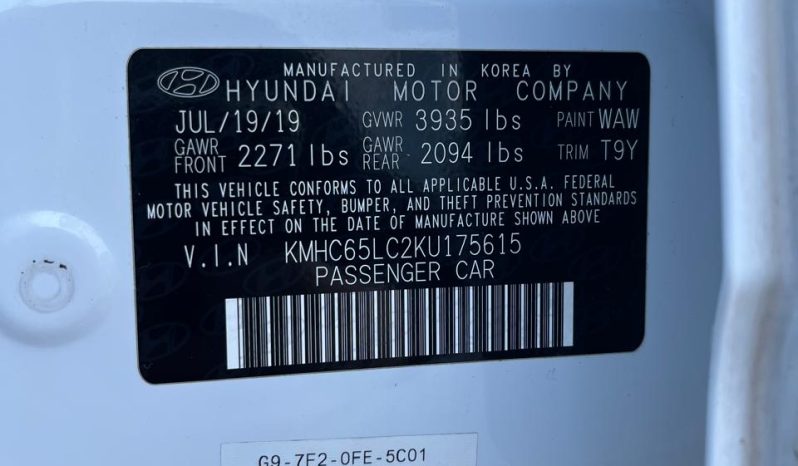 MANUFACTURED IN KOREA BY
HYUNDAI MOTOR COMPANY
JUL/19/19 GVWR 3935 lbs PAINT WAW
GAWR FRONT 2271 lbs GAWR REAR 2094 lbs TRIM T9Y
THIS VEHICLE CONFORMS TO ALL APPLICABLE U.S.A. FEDERAL
MOTOR VEHICLE SAFETY, BUMPER, AND THEFT PREVENTION STANDARDS
IN EFFECT ON THE DATE OF MANUFACTURE SHOWN ABOVE
V.I.N KMHC65LC2KU175615
PASSENGER CAR
G9-7F2-0FE-5C01